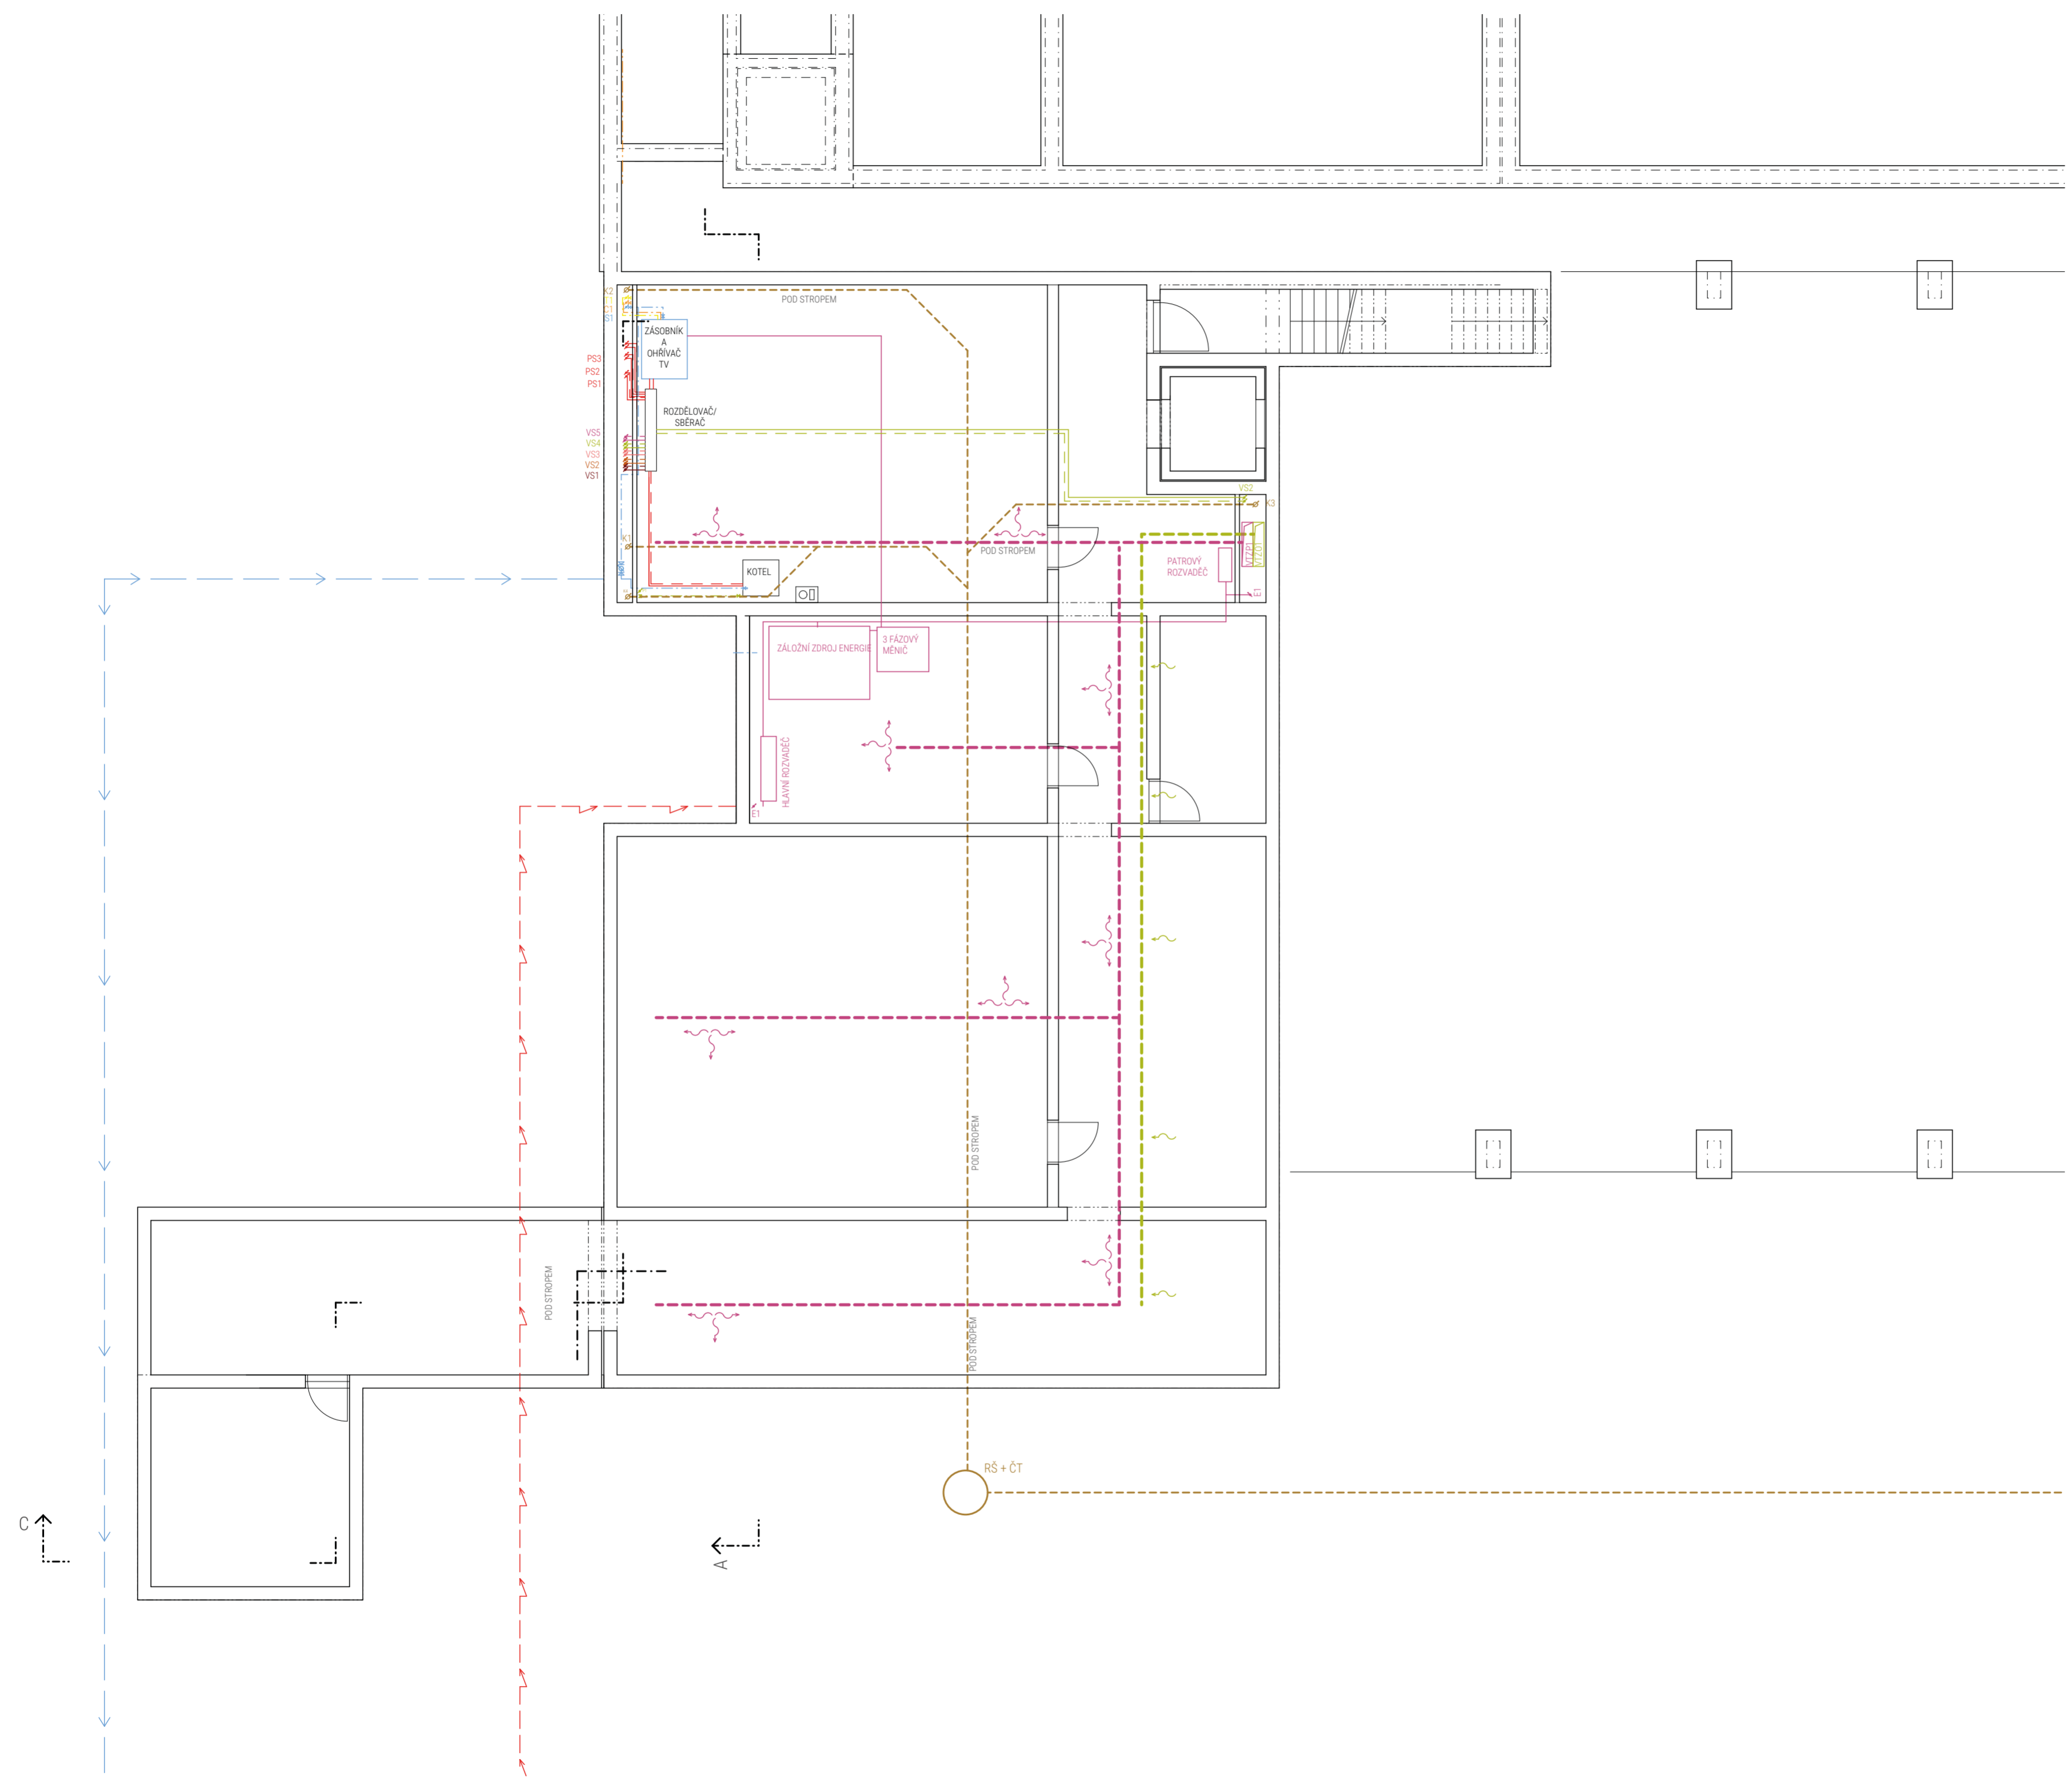 K2
POD STROPEM
S1
ZÁSOBNÍK
A
OHŘÍVAČ
TV
PS3
PS2
PS1
ROZDĚLOVAČ/
SBĚRAČ
VS5
VS4
VS3
VS2
VS1
VS2
K3
K1
POD STROPEM
KOTEL
PATROVÝ
ROZVADĚČ
VTZP1
VTZO1
E1
ZÁLOŽNÍ ZDROJ ENERGIE
3 FÁZOVÝ
MĚNIČ
HLAVNÍ ROZVADĚČ
E1
POD STROPEM
POD STROPEM
POD STROPEM
RŠ + ČT
C
A